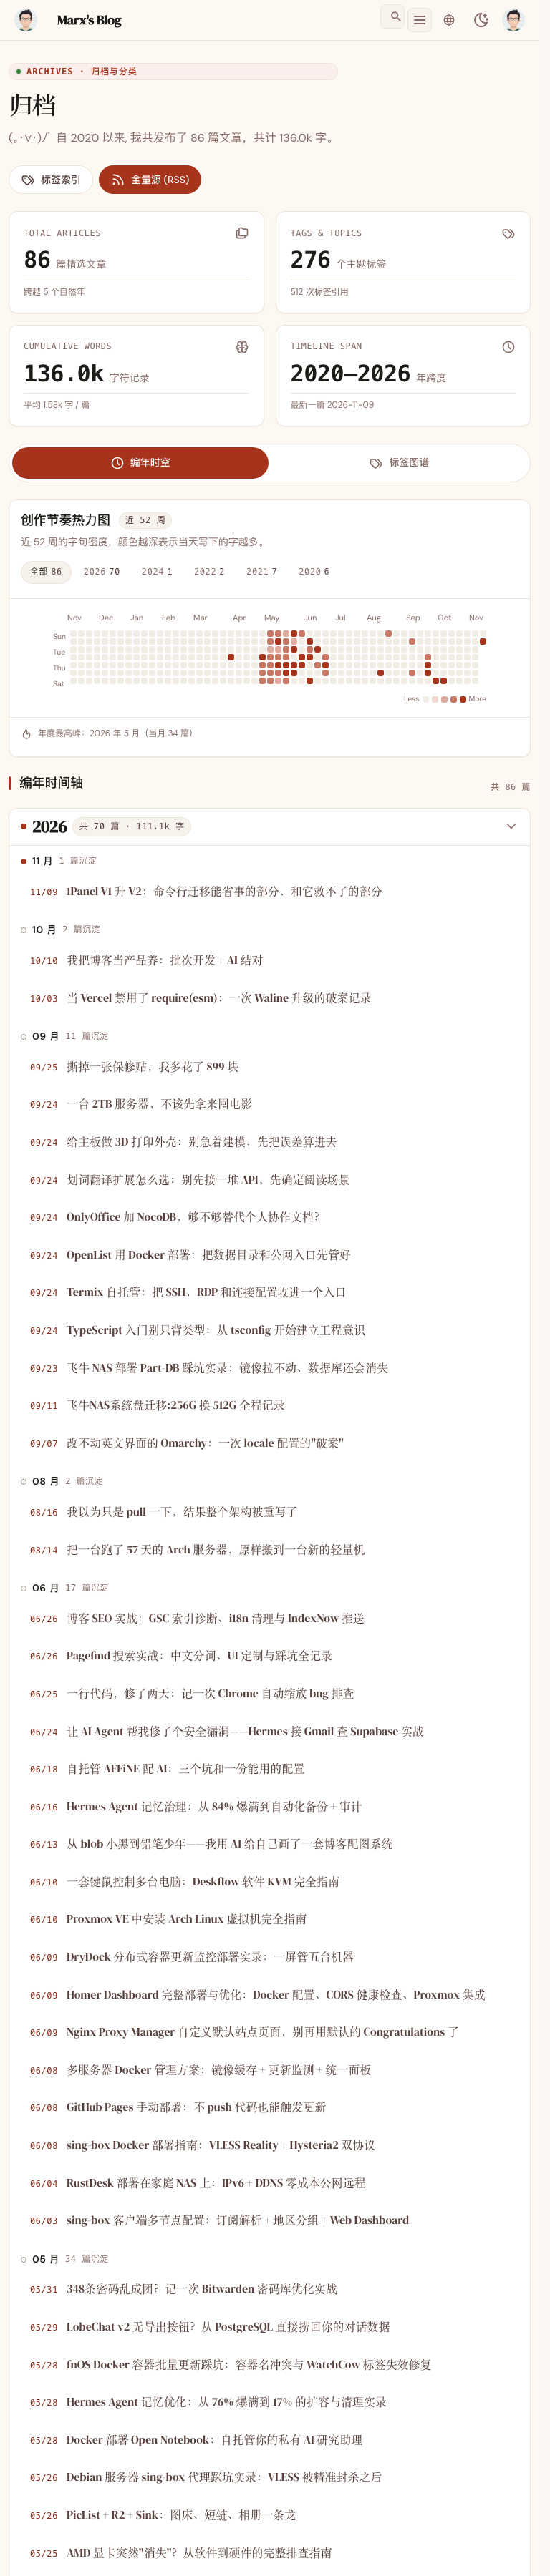 Marx's Blog
ARCHIVES · 归档与分类
归档
(｡･∀･)ﾉﾞ 自 2020 以来, 我共发布了 86 篇文章，共计 136.0k 字。
标签索引
全量源 (RSS)
TOTAL ARTICLES
86 篇精选文章
跨越 5 个自然年
TAGS & TOPICS
276 个主题标签
512 次标签引用
CUMULATIVE WORDS
136.0k 字符记录
平均 1.58k 字 / 篇
TIMELINE SPAN
2020—2026 年跨度
最新一篇 2026-11-09
编年时空
标签图谱
创作节奏热力图 近 52 周
近 52 周的字句密度，颜色越深表示当天写下的字越多。
全部 86 2026 70 2024 1 2022 2 2021 7 2020 6
Nov Dec Jan Feb Mar Apr May Jun Jul Aug Sep Oct Nov
Sun
Tue
Thu
Sat
Less More
年度最高峰：2026 年 5 月（当月 34 篇）
编年时间轴 共 86 篇
2026 共 70 篇 · 111.1k 字
11 月 1 篇沉淀
11/09 1Panel V1 升 V2：命令行迁移能省事的部分，和它救不了的部分
10 月 2 篇沉淀
10/10 我把博客当产品养：批次开发 + AI 结对
10/03 当 Vercel 禁用了 require(esm)：一次 Waline 升级的破案记录
09 月 11 篇沉淀
09/25 撕掉一张保修贴，我多花了 899 块
09/24 一台 2TB 服务器，不该先拿来囤电影
09/24 给主板做 3D 打印外壳：别急着建模，先把误差算进去
09/24 划词翻译扩展怎么选：别先接一堆 API，先确定阅读场景
09/24 OnlyOffice 加 NocoDB，够不够替代个人协作文档？
09/24 OpenList 用 Docker 部署：把数据目录和公网入口先管好
09/24 Termix 自托管：把 SSH、RDP 和连接配置收进一个入口
09/24 TypeScript 入门别只背类型：从 tsconfig 开始建立工程意识
09/23 飞牛 NAS 部署 Part-DB 踩坑实录：镜像拉不动、数据库还会消失
09/11 飞牛NAS系统盘迁移:256G 换 512G 全程记录
09/07 改不动英文界面的 Omarchy：一次 locale 配置的"破案"
08 月 2 篇沉淀
08/16 我以为只是 pull 一下，结果整个架构被重写了
08/14 把一台跑了 57 天的 Arch 服务器，原样搬到一台新的轻量机
06 月 17 篇沉淀
06/26 博客 SEO 实战：GSC 索引诊断、i18n 清理与 IndexNow 推送
06/26 Pagefind 搜索实战：中文分词、UI 定制与踩坑全记录
06/25 一行代码，修了两天：记一次 Chrome 自动缩放 bug 排查
06/24 让 AI Agent 帮我修了个安全漏洞——Hermes 接 Gmail 查 Supabase 实战
06/18 自托管 AFFiNE 配 AI：三个坑和一份能用的配置
06/16 Hermes Agent 记忆治理：从 84% 爆满到自动化备份 + 审计
06/13 从 blob 小黑到铅笔少年——我用 AI 给自己画了一套博客配图系统
06/10 一套键鼠控制多台电脑：Deskflow 软件 KVM 完全指南
06/10 Proxmox VE 中安装 Arch Linux 虚拟机完全指南
06/09 DryDock 分布式容器更新监控部署实录：一屏管五台机器
06/09 Homer Dashboard 完整部署与优化：Docker 配置、CORS 健康检查、Proxmox 集成
06/09 Nginx Proxy Manager 自定义默认站点页面，别再用默认的 Congratulations 了
06/08 多服务器 Docker 管理方案：镜像缓存 + 更新监测 + 统一面板
06/08 GitHub Pages 手动部署：不 push 代码也能触发更新
06/08 sing-box Docker 部署指南：VLESS Reality + Hysteria2 双协议
06/04 RustDesk 部署在家庭 NAS 上：IPv6 + DDNS 零成本公网远程
06/03 sing-box 客户端多节点配置：订阅解析 + 地区分组 + Web Dashboard
05 月 34 篇沉淀
05/31 348条密码乱成团？记一次 Bitwarden 密码库优化实战
05/29 LobeChat v2 无导出按钮？从 PostgreSQL 直接捞回你的对话数据
05/28 fnOS Docker 容器批量更新踩坑：容器名冲突与 WatchCow 标签失效修复
05/28 Hermes Agent 记忆优化：从 76% 爆满到 17% 的扩容与清理实录
05/28 Docker 部署 Open Notebook：自托管你的私有 AI 研究助理
05/26 Debian 服务器 sing-box 代理踩坑实录：VLESS 被精准封杀之后
05/26 PicList + R2 + Sink：图床、短链、相册一条龙
05/25 AMD 显卡突然"消失"？从软件到硬件的完整排查指南